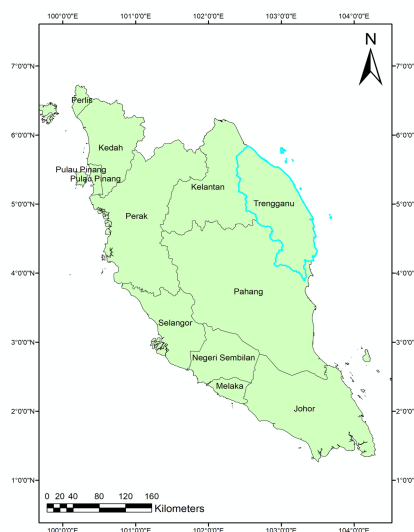 100°0'0"E 101°0'0"E 102°0'0"E 103°0'0"E 104°0'0"E
N
7°0'0"N 7°0'0"N
Perlis
6°0'0"N 6°0'0"N
Kedah
Pulau Pinang
Pulao Pinang
Kelantan
Trengganu
5°0'0"N 5°0'0"N
Perak
4°0'0"N 4°0'0"N
Pahang
Selangor
3°0'0"N 3°0'0"N
Negeri Sembilan
Melaka
2°0'0"N 2°0'0"N
Johor
1°0'0"N 1°0'0"N
0 20 40 80 120 160
Kilometers
100°0'0"E 101°0'0"E 102°0'0"E 103°0'0"E 104°0'0"E